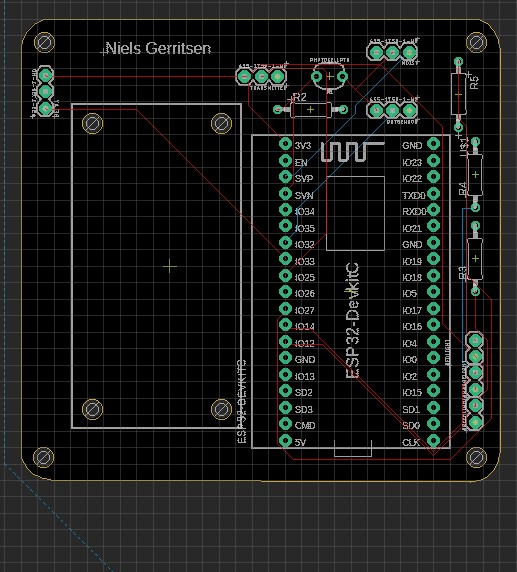 Niels Gerritsen
R2
R5
R4
R3
3V3
EN
SVP
SVN
IO34
IO35
IO32
IO33
IO25
IO26
IO27
IO14
IO12
GND
IO13
SD2
SD3
CMD
5V
GND
IO23
IO22
TXD0
RXD0
IO21
GND
IO19
IO18
IO5
IO17
IO16
IO4
IO0
IO2
IO15
SD1
SD0
CLK
ESP32-DevkitC
ESP32-DEVKITC